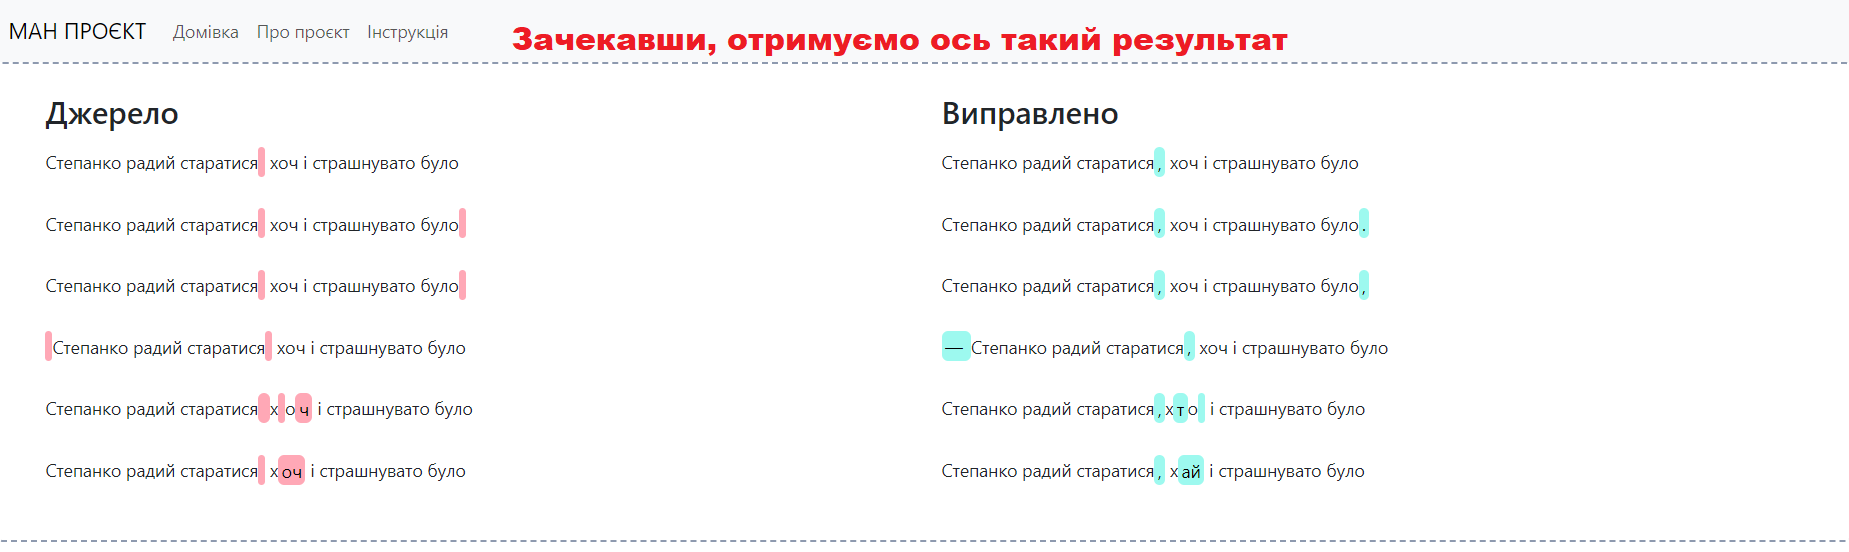 МАН ПРОЄКТ Домівка Про проєкт Інструкція Зачекавши, отримуємо ось такий результат
Джерело
Степанко радий старатися хоч і страшнувато було
Степанко радий старатися хоч і страшнувато було
Степанко радий старатися хоч і страшнувато було
Степанко радий старатися хоч і страшнувато було
Степанко радий старатися хоч і страшнувато було
Степанко радий старатися хоч і страшнувато було
Виправлено
Степанко радий старатися, хоч і страшнувато було
Степанко радий старатися, хоч і страшнувато було.
Степанко радий старатися, хоч і страшнувато було,
— Степанко радий старатися, хоч і страшнувато було
Степанко радий старатися,хто і страшнувато було
Степанко радий старатися, хай і страшнувато було